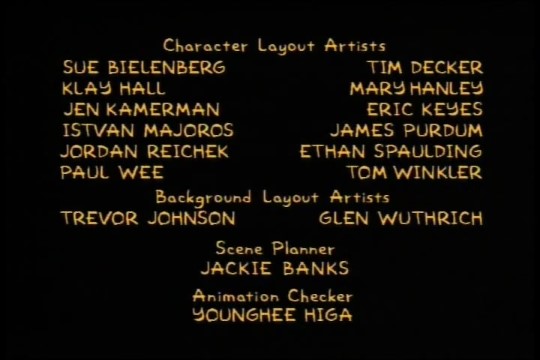 Character Layout Artists
SUE BIELENBERG TIM DECKER
KLAY HALL MARY HANLEY
JEN KAMERMAN ERIC KEYES
ISTVAN MAJOROS JAMES PURDUM
JORDAN REICHEK ETHAN SPAULDING
PAUL WEE TOM WINKLER
Background Layout Artists
TREVOR JOHNSON GLEN WUTHRICH
Scene Planner
JACKIE BANKS
Animation Checker
YOUNGHEE HIGA